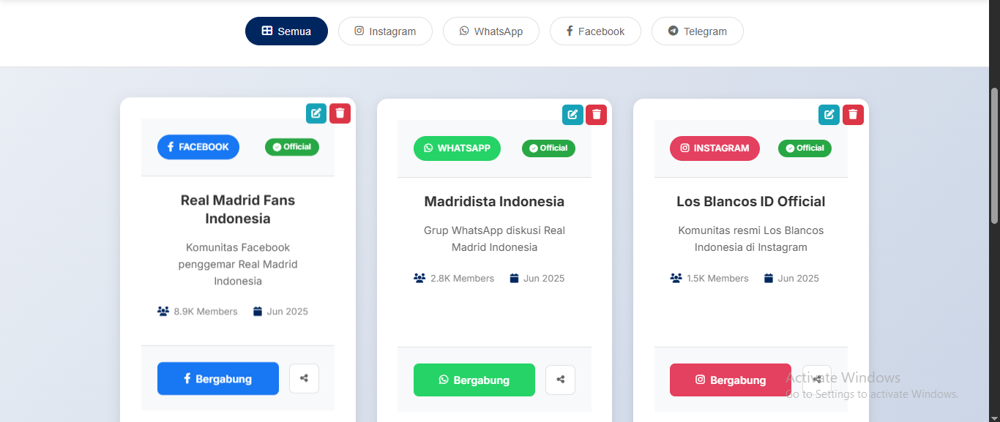 Semua
Instagram
WhatsApp
Facebook
Telegram
FACEBOOK
Official
Real Madrid Fans
Indonesia
Komunitas Facebook
penggemar Real Madrid
Indonesia
8.9K Members
Jun 2025
Bergabung
WHATSAPP
Official
Madridista Indonesia
Grup WhatsApp diskusi Real
Madrid Indonesia
2.8K Members
Jun 2025
Bergabung
INSTAGRAM
Official
Los Blancos ID Official
Komunitas resmi Los Blancos
Indonesia di Instagram
1.5K Members
Jun 2025
Bergabung
Activate Windows
Go to Settings to activate Windows.